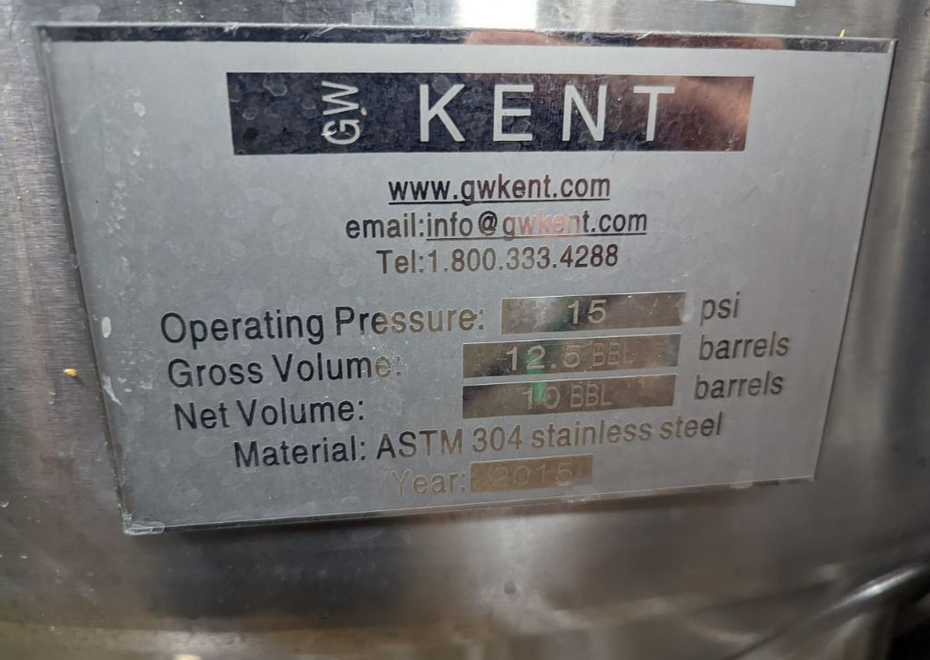 GW KENT
www.gwkent.com
email:info@gwkent.com
Tel:1.800.333.4288
Operating Pressure: 15 psi
Gross Volume: 12.5 BBL barrels
Net Volume: 10 BBL barrels
Material: ASTM 304 stainless steel
Year: 2015